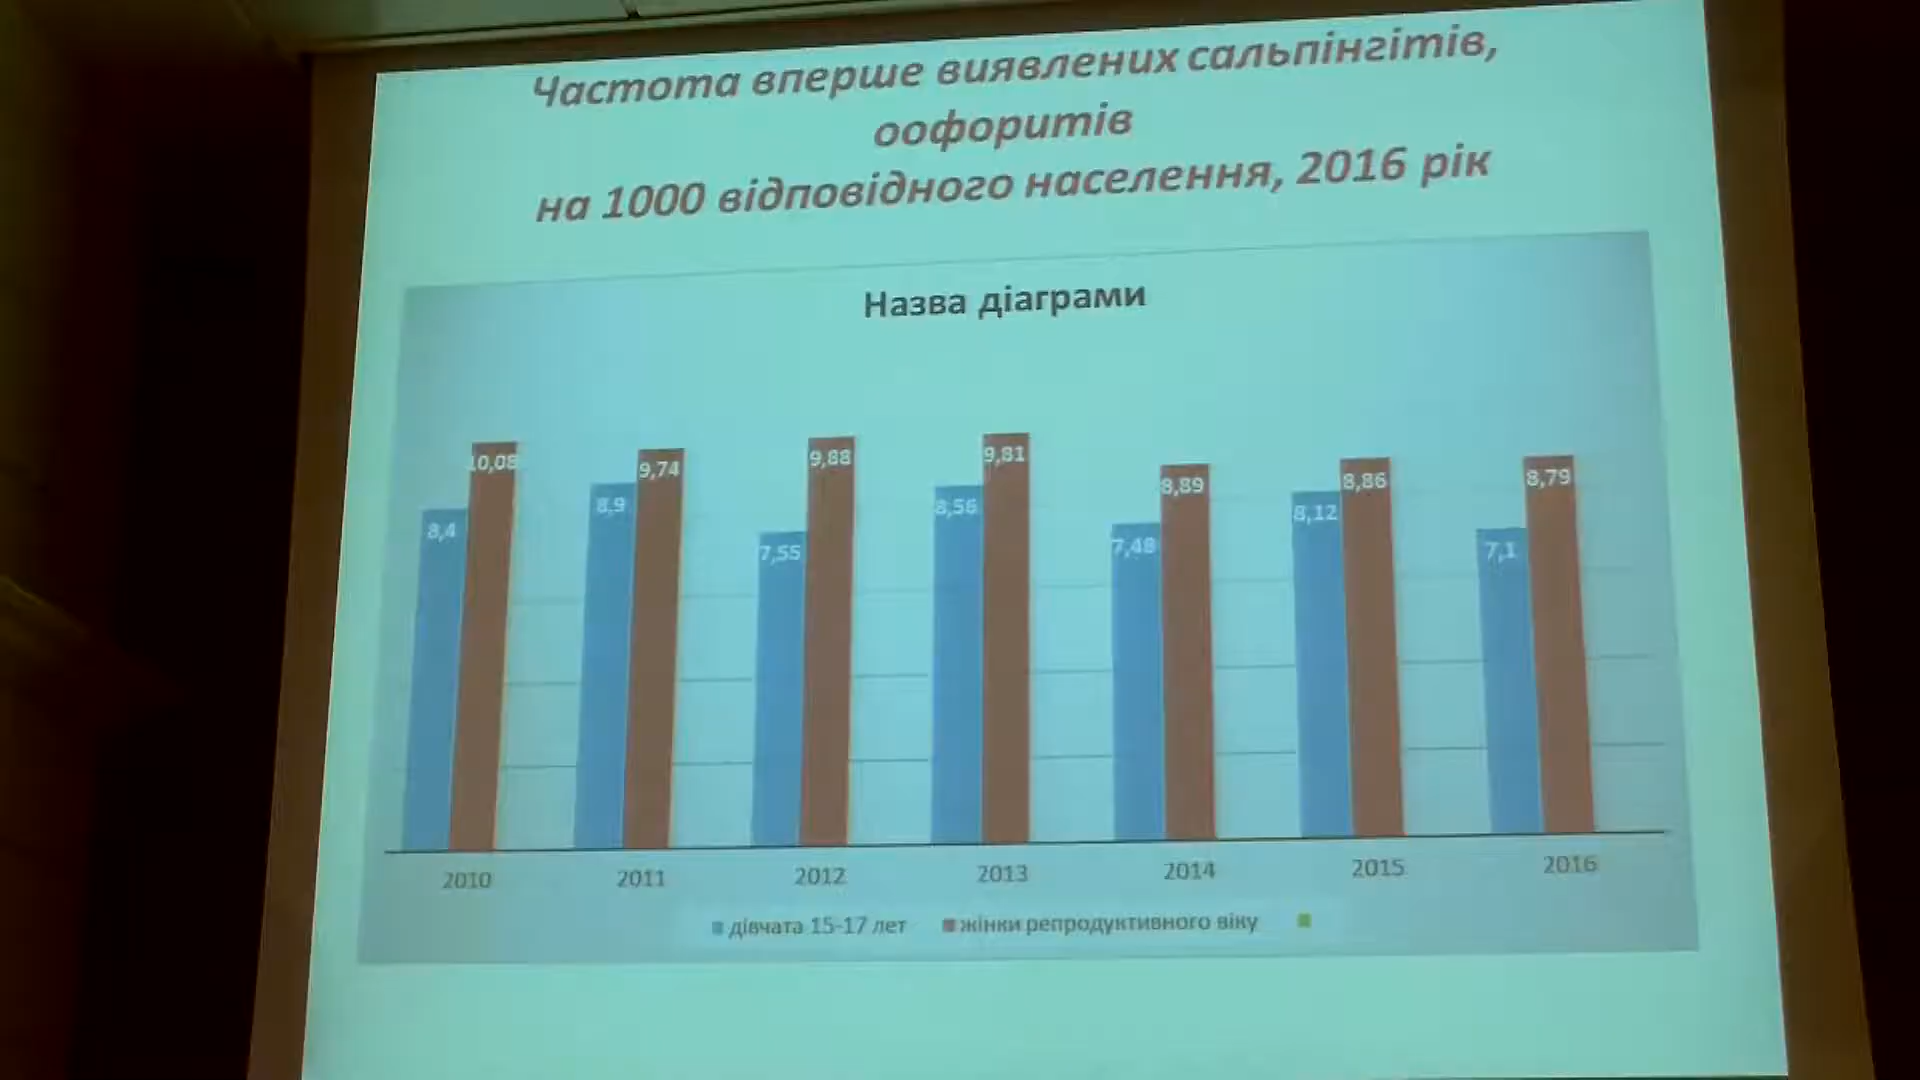 Частота вперше виявлених сальпінгітів,
оофоритів
на 1000 відповідного населення, 2016 рік
Назва діаграми
8,4 10,08 8,9 9,74 7,55 9,88 8,56 9,81 7,48 8,89 8,12 8,86 7,1 8,79
2010 2011 2012 2013 2014 2015 2016
дівчата 15-17 лет жінки репродуктивного віку